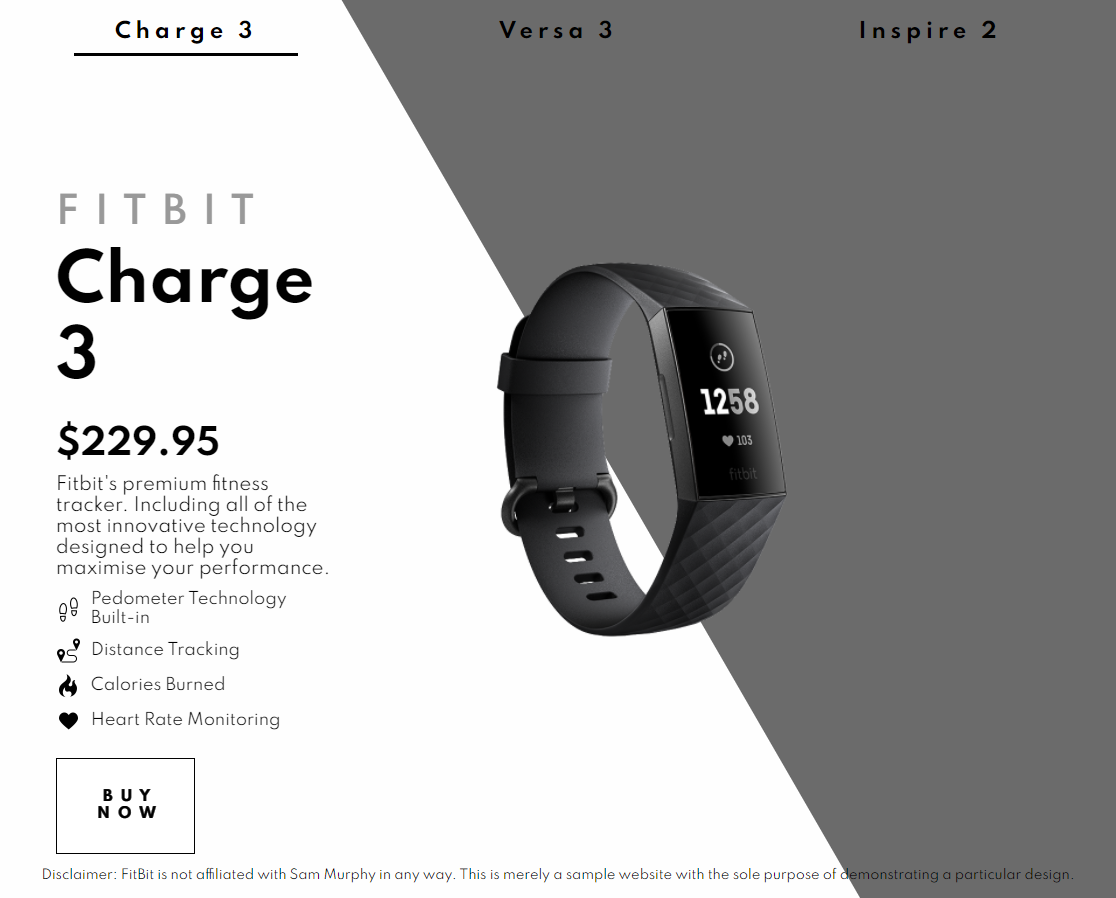 Charge 3
Versa 3
Inspire 2
FITBIT
Charge
3
$229.95
Fitbit's premium fitness
tracker. Including all of the
most innovative technology
designed to help you
maximise your performance.
Pedometer Technology
Built-in
Distance Tracking
Calories Burned
Heart Rate Monitoring
BUY
NOW
1258
103
fitbit
Disclaimer: FitBit is not affiliated with Sam Murphy in any way. This is merely a sample website with the sole purpose of demonstrating a particular design.